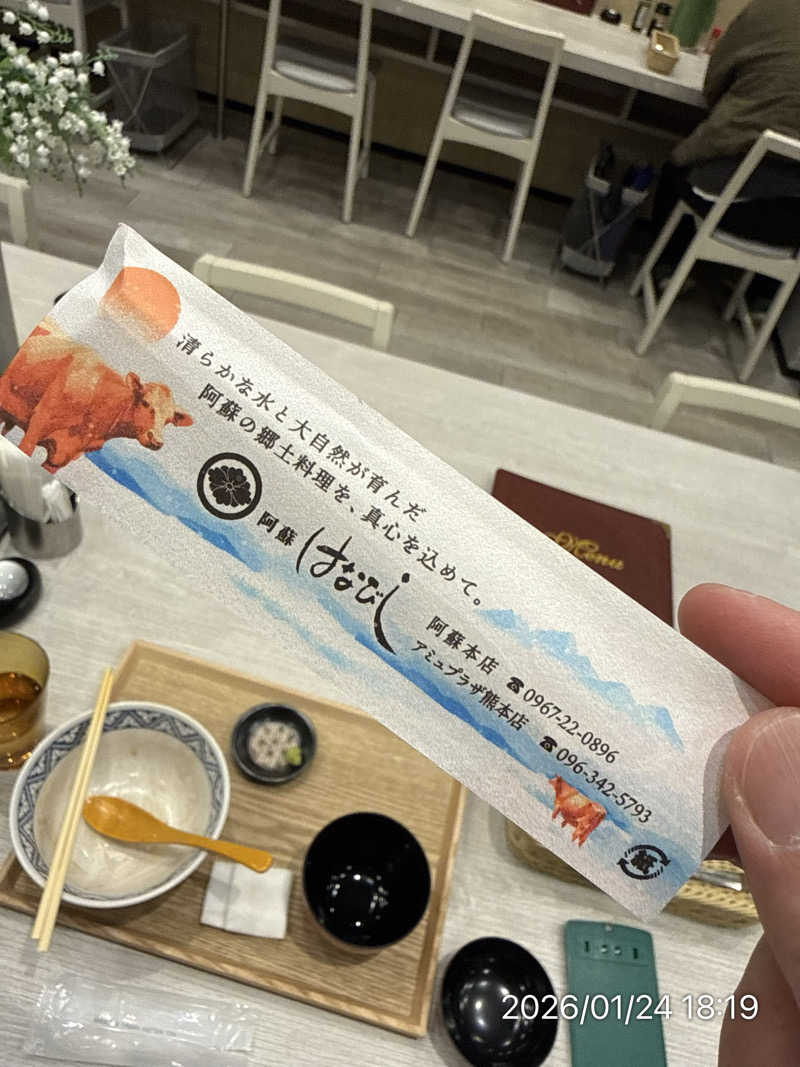 清らかな水と大自然が育んだ
阿蘇の郷土料理を、真心を込めて。
阿蘇 はなびし
阿蘇本店 ☎0967-22-0896
アミュプラザ熊本店 ☎096-342-5793
紙
Menu
2026/01/24 18:19